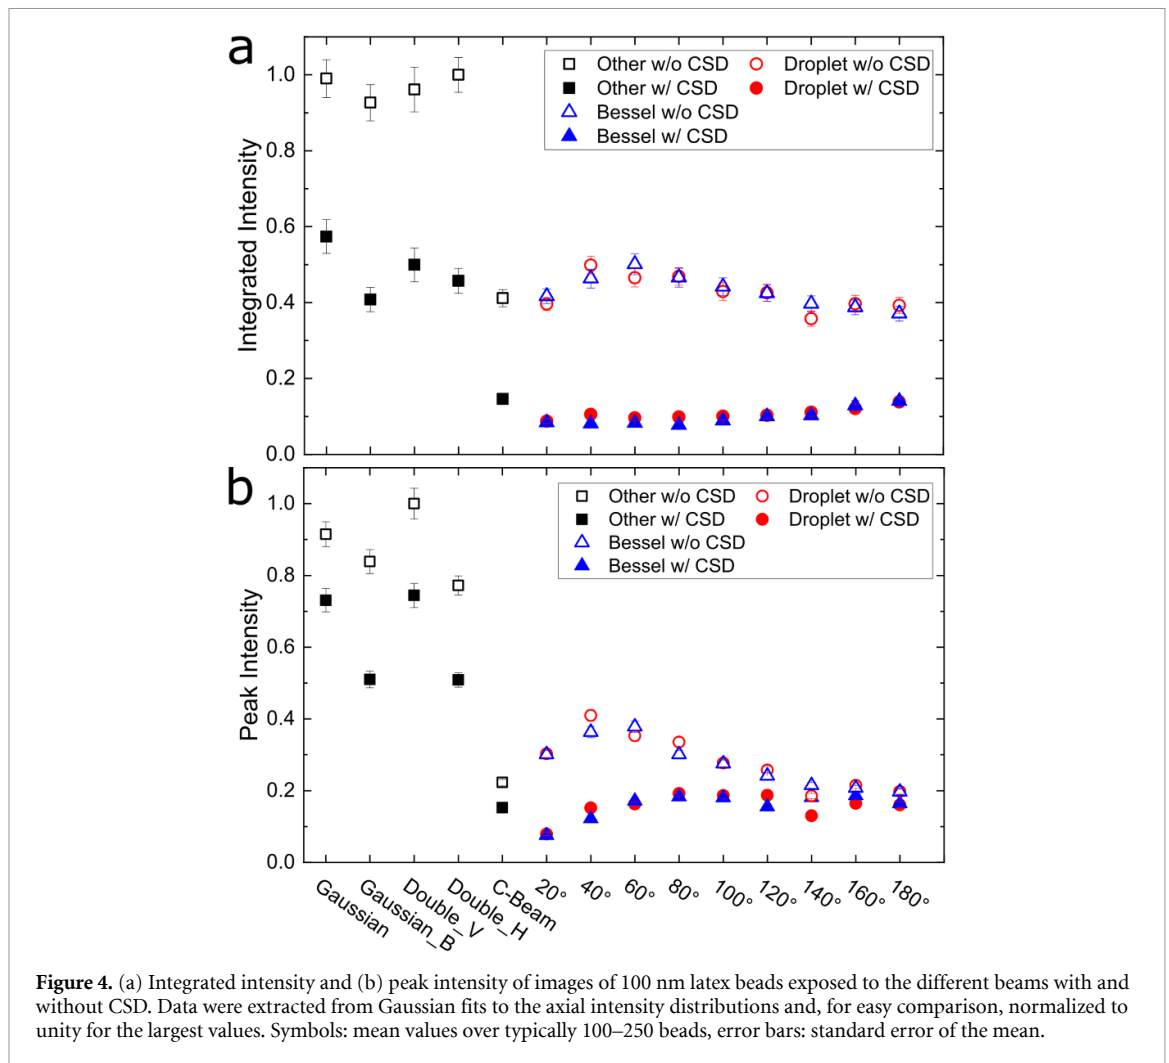 a
1.0
0.8
0.6
0.4
0.2
0.0
Integrated Intensity
Other w/o CSD
Droplet w/o CSD
Other w/ CSD
Droplet w/ CSD
Bessel w/o CSD
Bessel w/ CSD
b
1.0
0.8
0.6
0.4
0.2
0.0
Peak Intensity
Other w/o CSD
Droplet w/o CSD
Other w/ CSD
Droplet w/ CSD
Bessel w/o CSD
Bessel w/ CSD
Gaussian
Gaussian_B
Double_V
Double_H
C-Beam
20°
40°
60°
80°
100°
120°
140°
160°
180°
Figure 4. (a) Integrated intensity and (b) peak intensity of images of 100 nm latex beads exposed to the different beams with and
without CSD. Data were extracted from Gaussian fits to the axial intensity distributions and, for easy comparison, normalized to
unity for the largest values. Symbols: mean values over typically 100–250 beads, error bars: standard error of the mean.